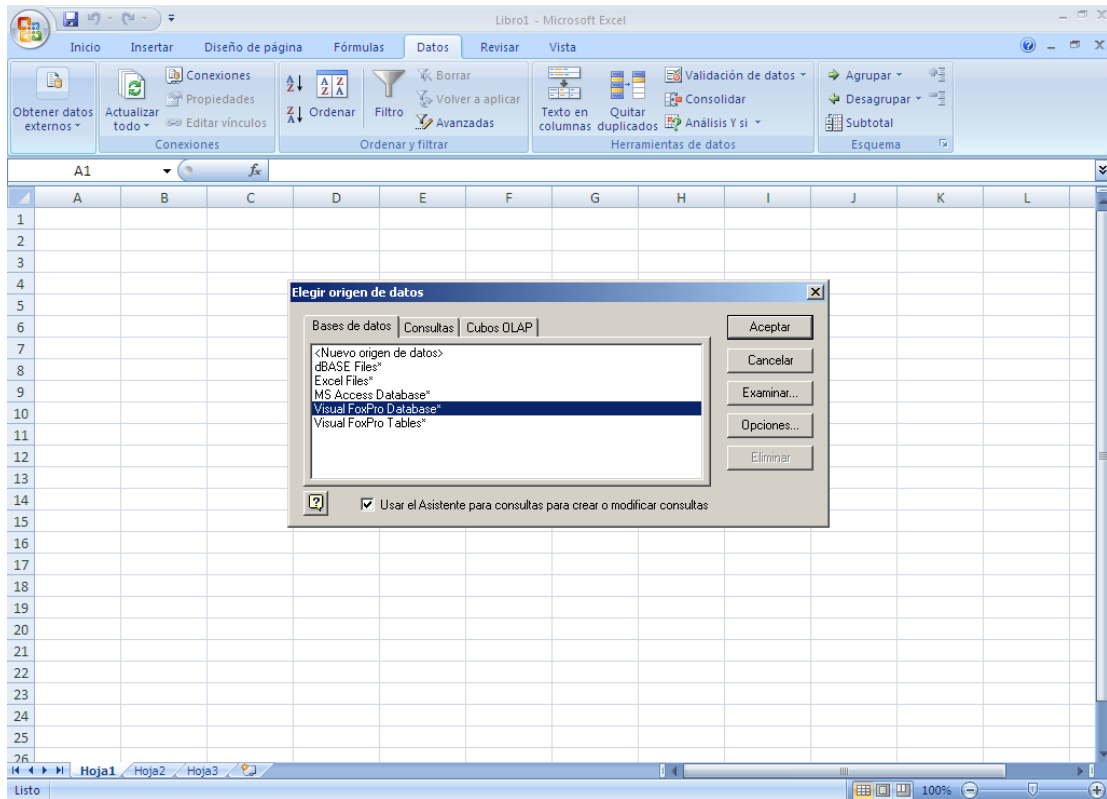 Libro1 - Microsoft Excel
Inicio Insertar Diseño de página Fórmulas Datos Revisar Vista
Obtener datos externos
Actualizar todo
Conexiones
Propiedades
Editar vínculos
Conexiones
Ordenar
Filtro
Borrar
Volver a aplicar
Avanzadas
Ordenar y filtrar
Texto en columnas
Quitar duplicados
Validación de datos
Consolidar
Análisis Y si
Herramientas de datos
Agrupar
Desagrupar
Subtotal
Esquema
A1 fx
A B C D E F G H I J K L
1
2
3
4
5
6
7
8
9
10
11
12
13
14
15
16
17
18
19
20
21
22
23
24
25
26
Elegir origen de datos
Bases de datos Consultas Cubos OLAP
<Nuevo origen de datos>
dBASE Files*
Excel Files*
MS Access Database*
Visual FoxPro Database*
Visual FoxPro Tables*
Aceptar
Cancelar
Examinar...
Opciones...
Eliminar
Usar el Asistente para consultas para crear o modificar consultas
Hoja1 Hoja2 Hoja3
Listo 100%